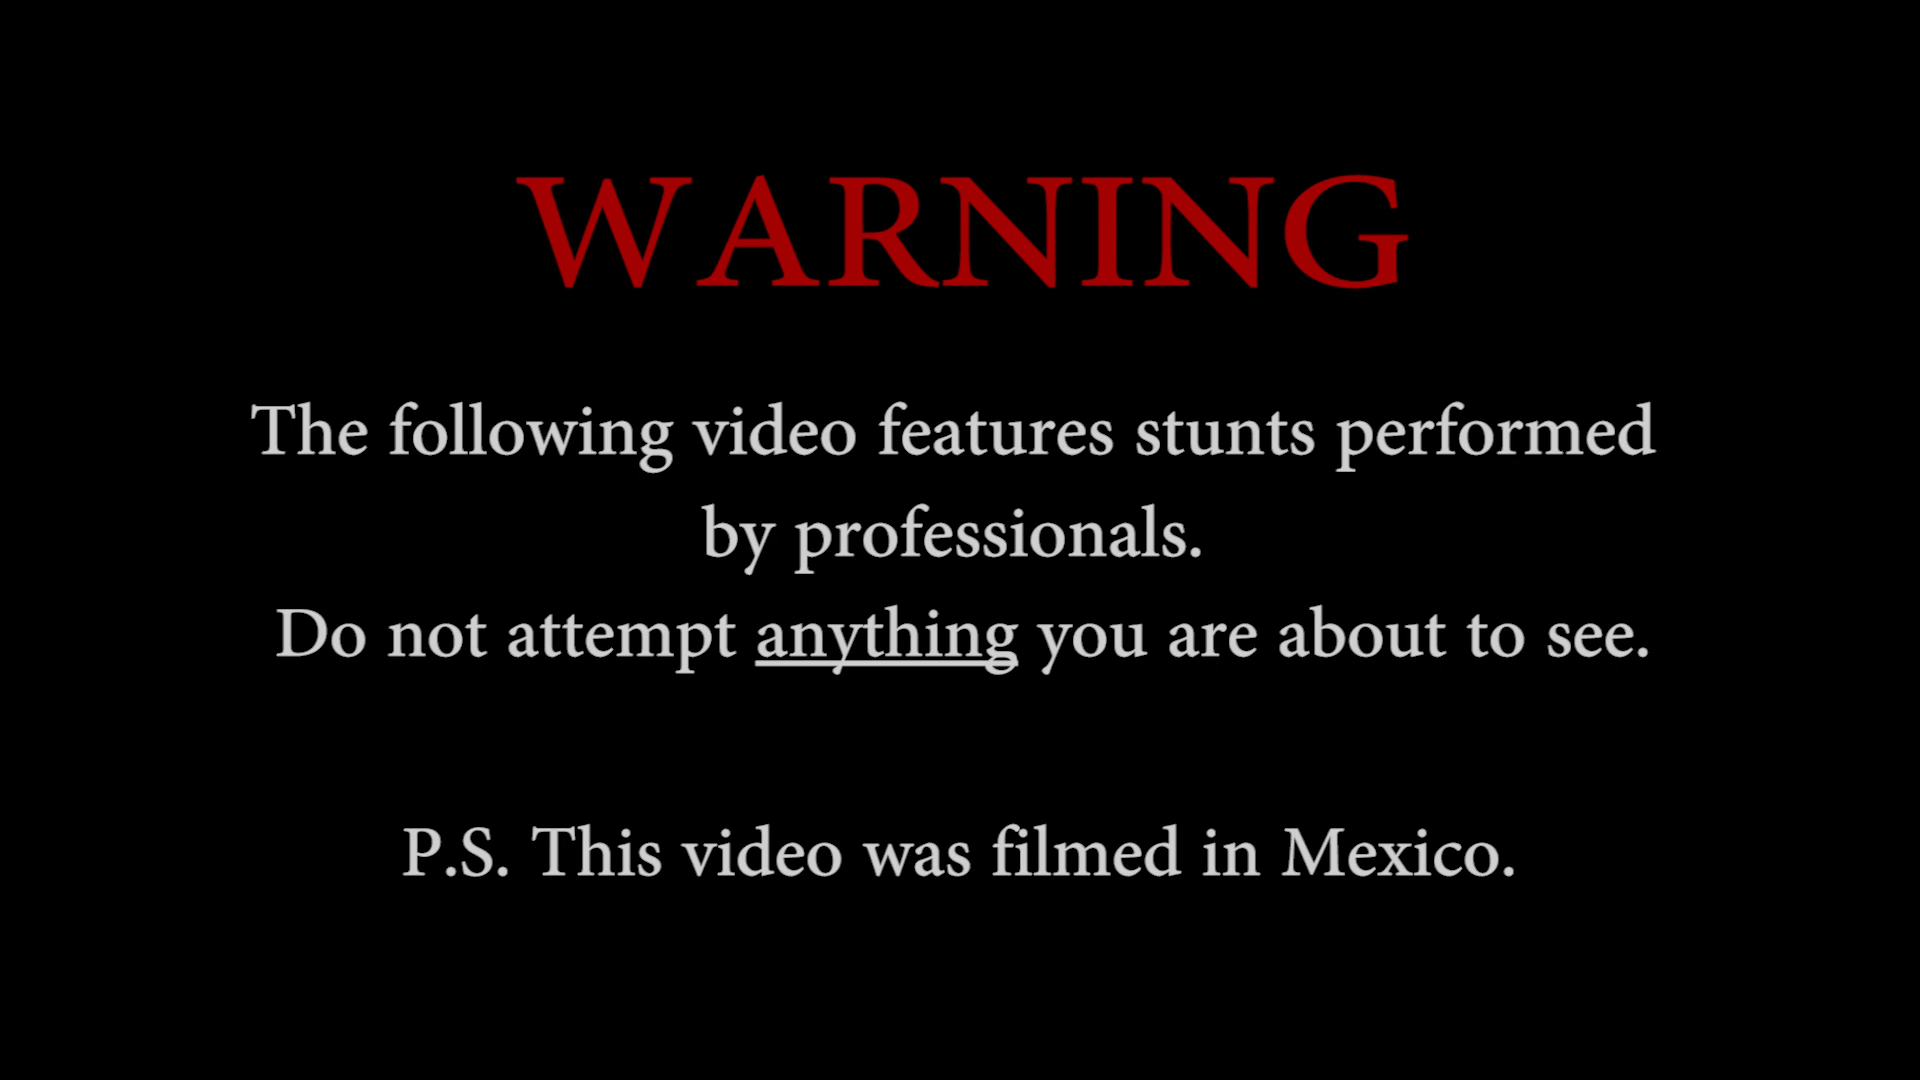 WARNING
The following video features stunts performed
by professionals.
Do not attempt anything you are about to see.
P.S. This video was filmed in Mexico.